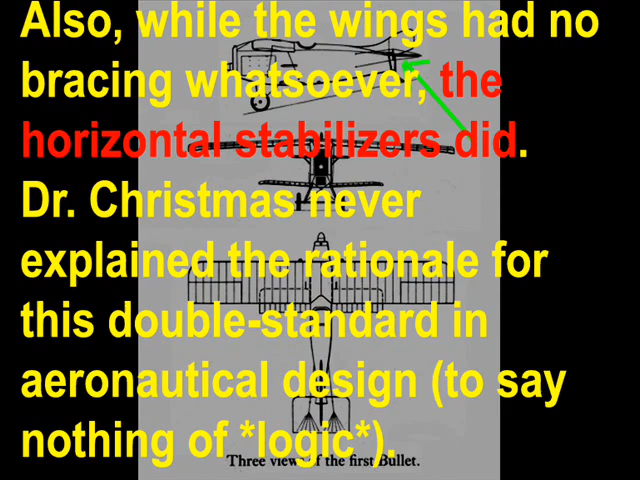 Also, while the wings had no
bracing whatsoever, the
horizontal stabilizers did.
Dr. Christmas never
explained the rationale for
this double-standard in
aeronautical design (to say
nothing of *logic*).
Three views of the first Bullet.